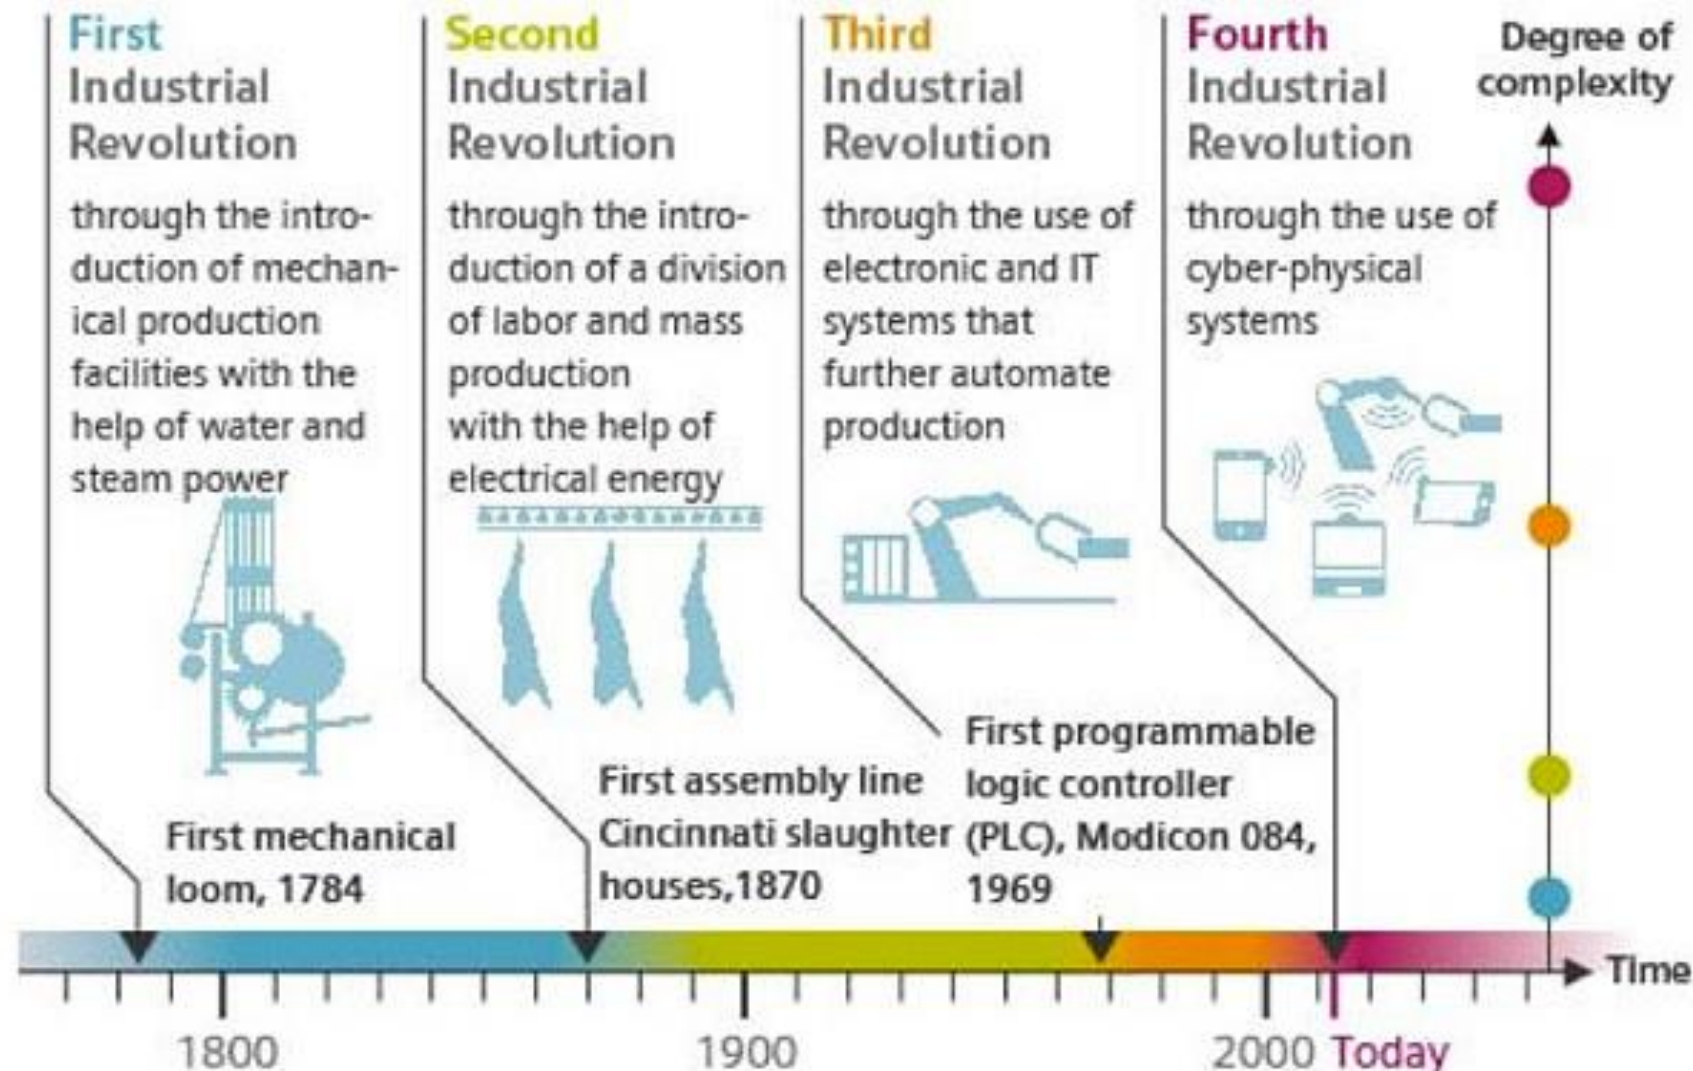 First
Industrial
Revolution
through the intro-
duction of mechan-
ical production
facilities with the
help of water and
steam power
First mechanical
loom, 1784
Second
Industrial
Revolution
through the intro-
duction of a division
of labor and mass
production
with the help of
electrical energy
First assembly line
Cincinnati slaughter
houses,1870
Third
Industrial
Revolution
through the use of
electronic and IT
systems that
further automate
production
First programmable
logic controller
(PLC), Modicon 084,
1969
Fourth
Industrial
Revolution
through the use of
cyber-physical
systems
Degree of
complexity
Time
1800
1900
2000
Today